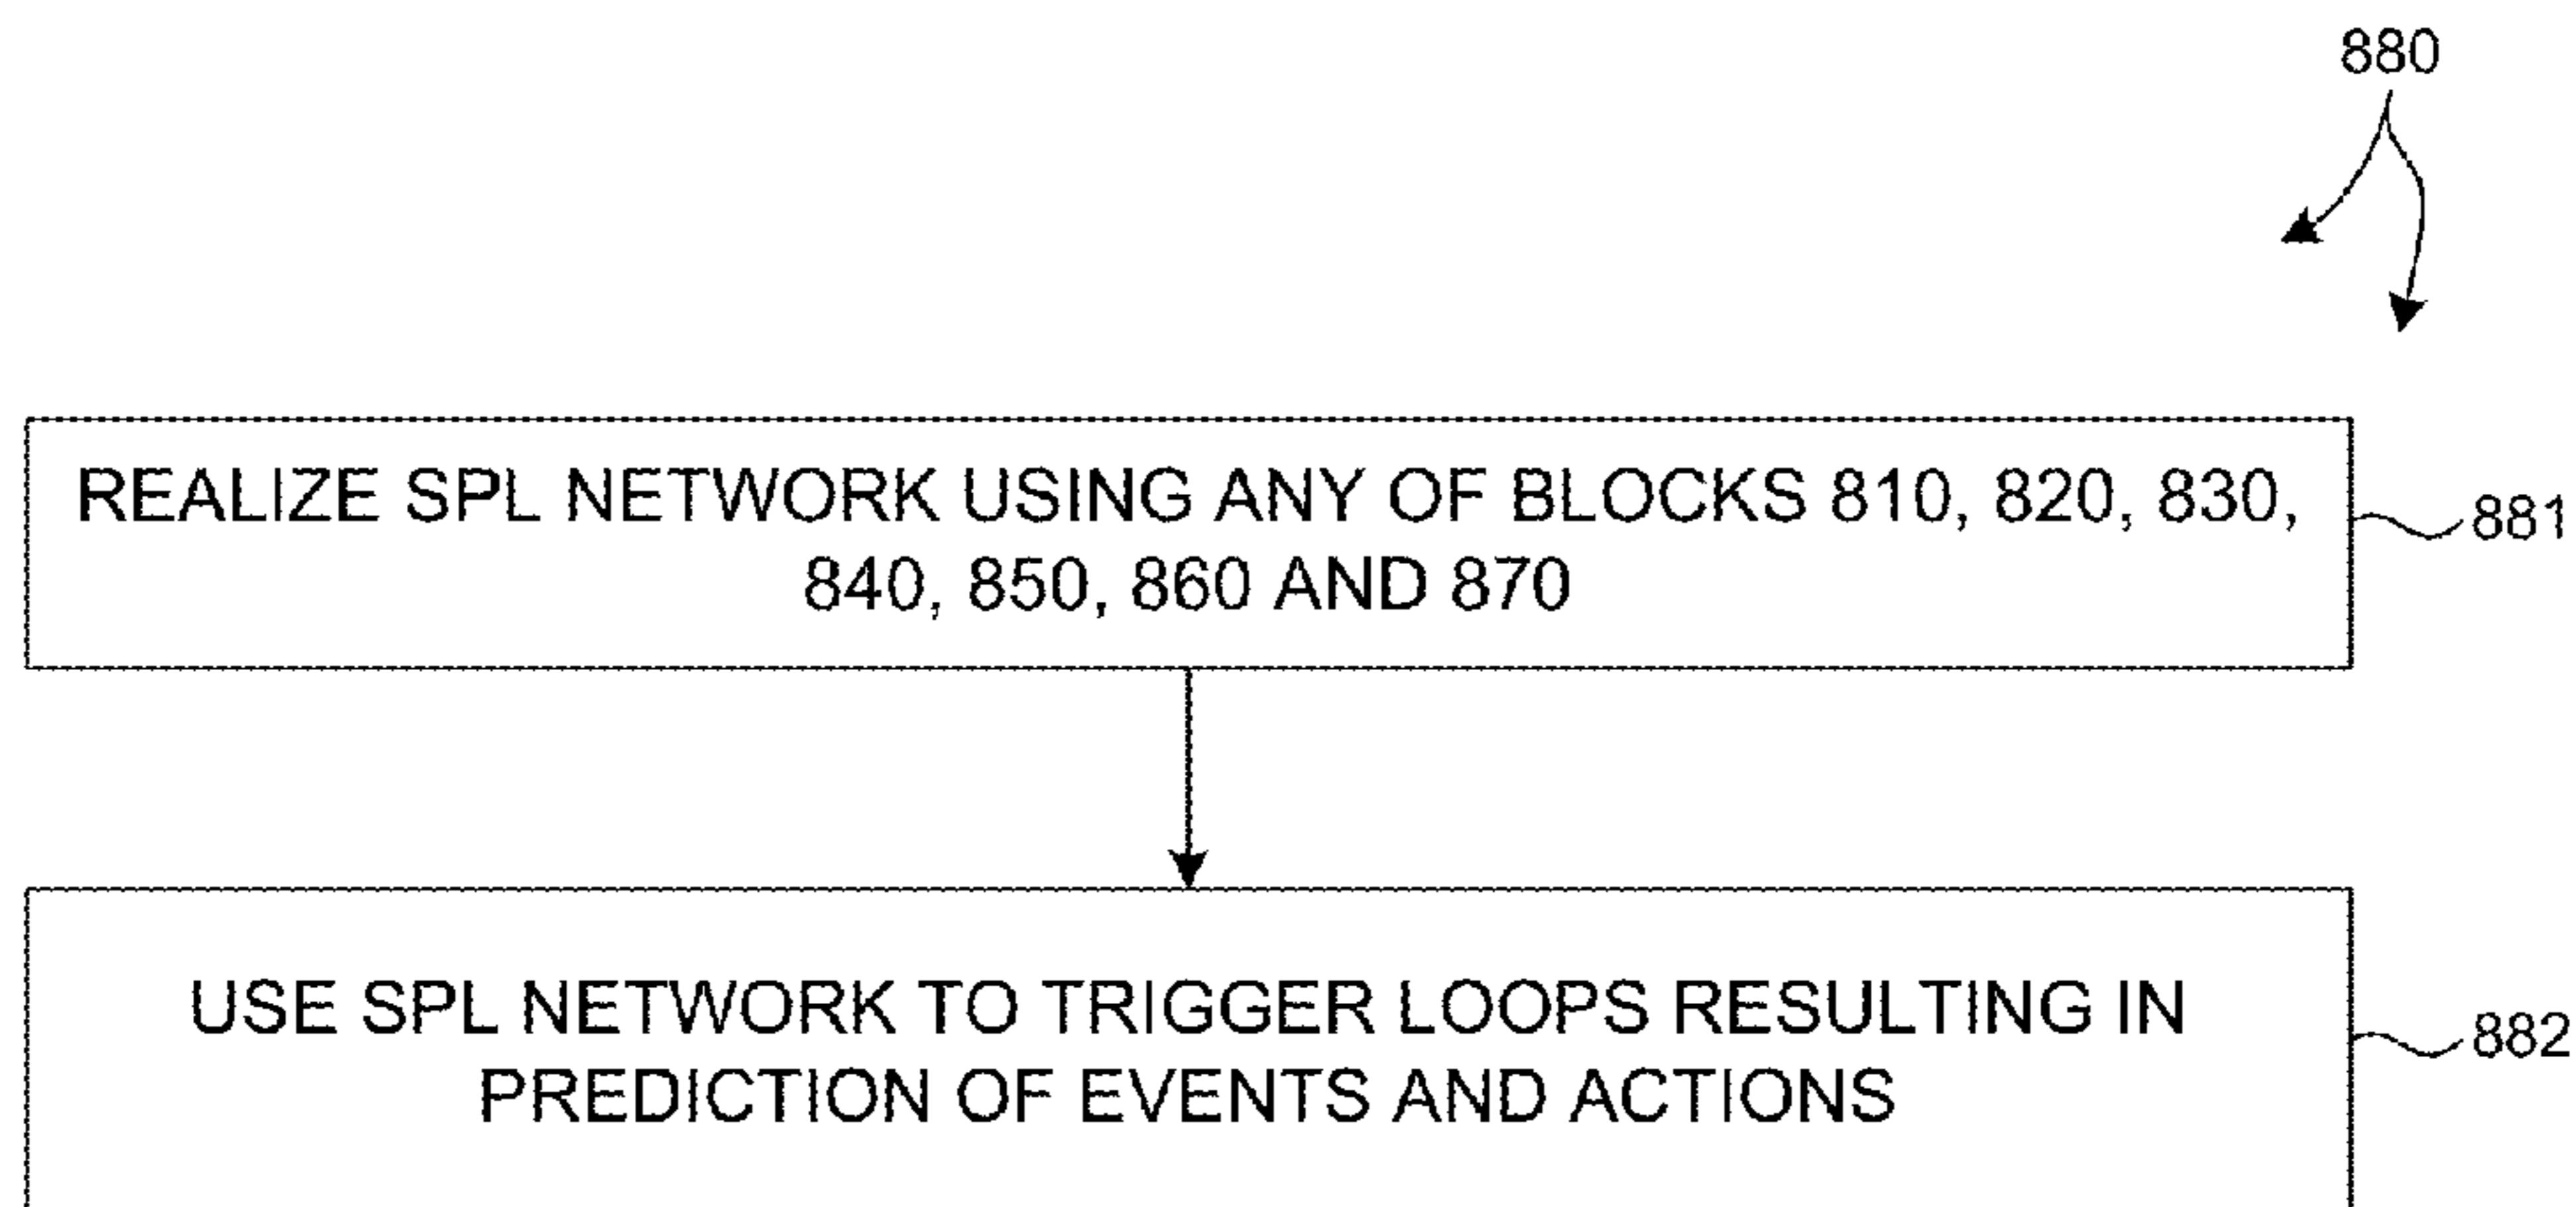 880
REALIZE SPL NETWORK USING ANY OF BLOCKS 810, 820, 830,
840, 850, 860 AND 870
881
USE SPL NETWORK TO TRIGGER LOOPS RESULTING IN
PREDICTION OF EVENTS AND ACTIONS
882